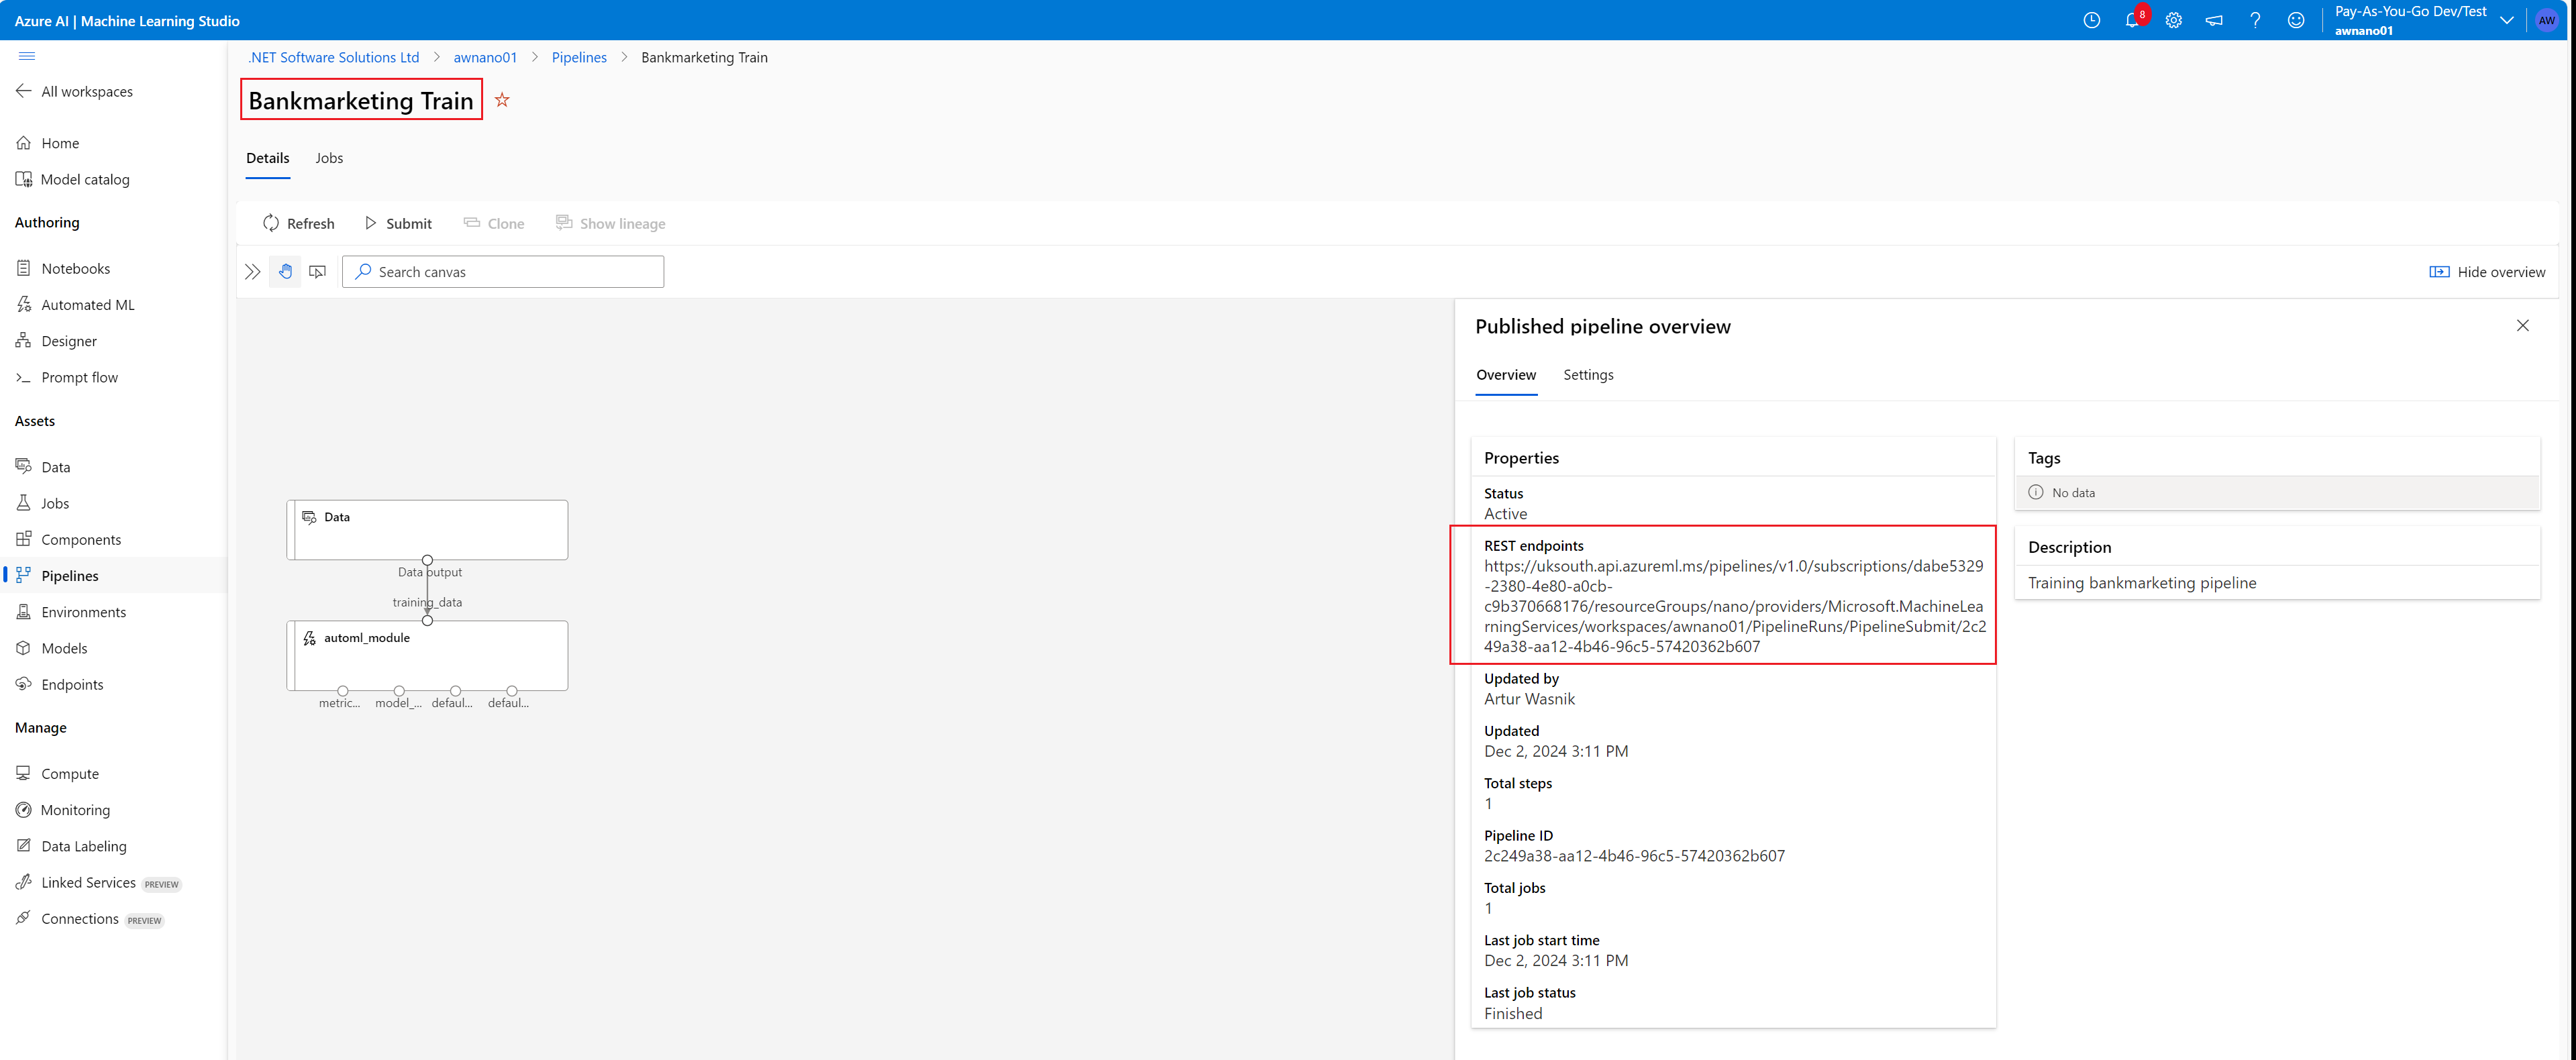 Azure AI | Machine Learning Studio
8
Pay-As-You-Go Dev/Test
awnano01
AW
All workspaces
Home
Model catalog
Authoring
Notebooks
Automated ML
Designer
Prompt flow
Assets
Data
Jobs
Components
Pipelines
Environments
Models
Endpoints
Manage
Compute
Monitoring
Data Labeling
Linked Services PREVIEW
Connections PREVIEW
.NET Software Solutions Ltd > awnano01 > Pipelines > Bankmarketing Train
Bankmarketing Train
Details Jobs
Refresh Submit Clone Show lineage
Search canvas
Hide overview
Data
Data output
training_data
automl_module
metric... model_... defaul... defaul...
Published pipeline overview
Overview Settings
Properties
Status
Active
REST endpoints
https://uksouth.api.azureml.ms/pipelines/v1.0/subscriptions/dabe5329
-2380-4e80-a0cb-
c9b370668176/resourceGroups/nano/providers/Microsoft.MachineLea
rningServices/workspaces/awnano01/PipelineRuns/PipelineSubmit/2c2
49a38-aa12-4b46-96c5-57420362b607
Updated by
Artur Wasnik
Updated
Dec 2, 2024 3:11 PM
Total steps
1
Pipeline ID
2c249a38-aa12-4b46-96c5-57420362b607
Total jobs
1
Last job start time
Dec 2, 2024 3:11 PM
Last job status
Finished
Tags
No data
Description
Training bankmarketing pipeline